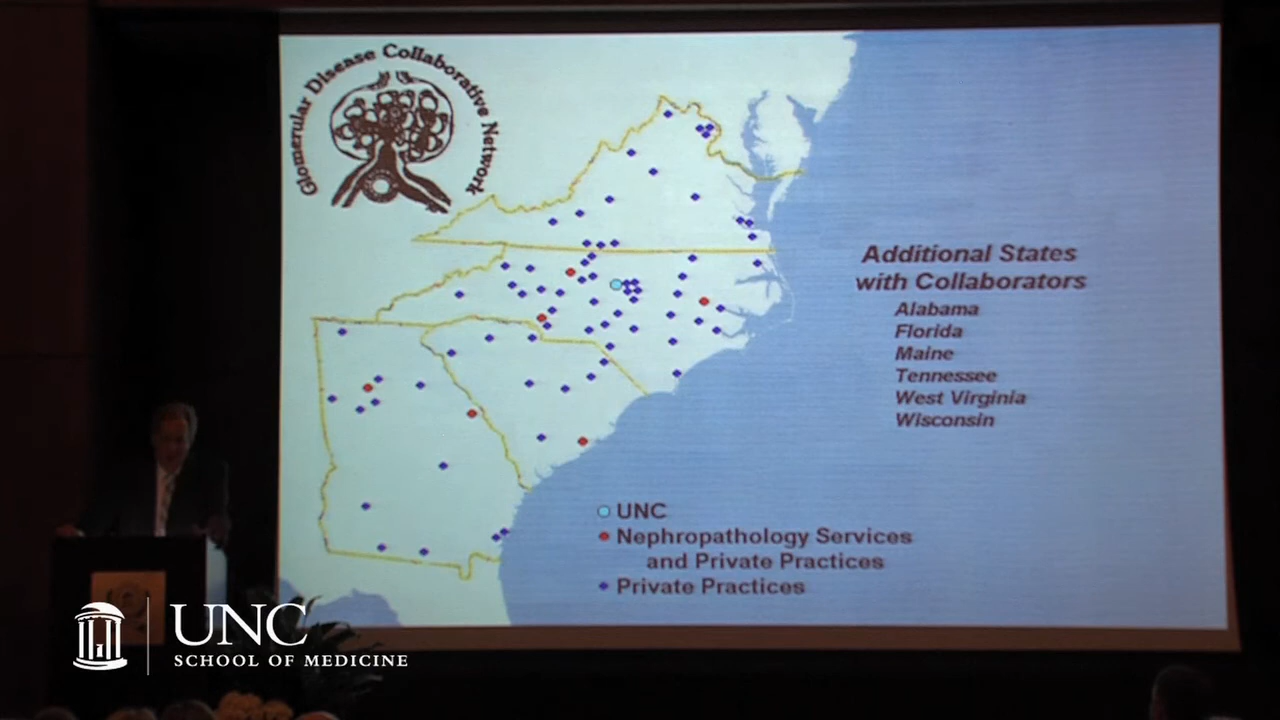 Glomerular Disease Collaborative Network
Additional States
with Collaborators
Alabama
Florida
Maine
Tennessee
West Virginia
Wisconsin
UNC
Nephropathology Services
and Private Practices
Private Practices
UNC
SCHOOL OF MEDICINE